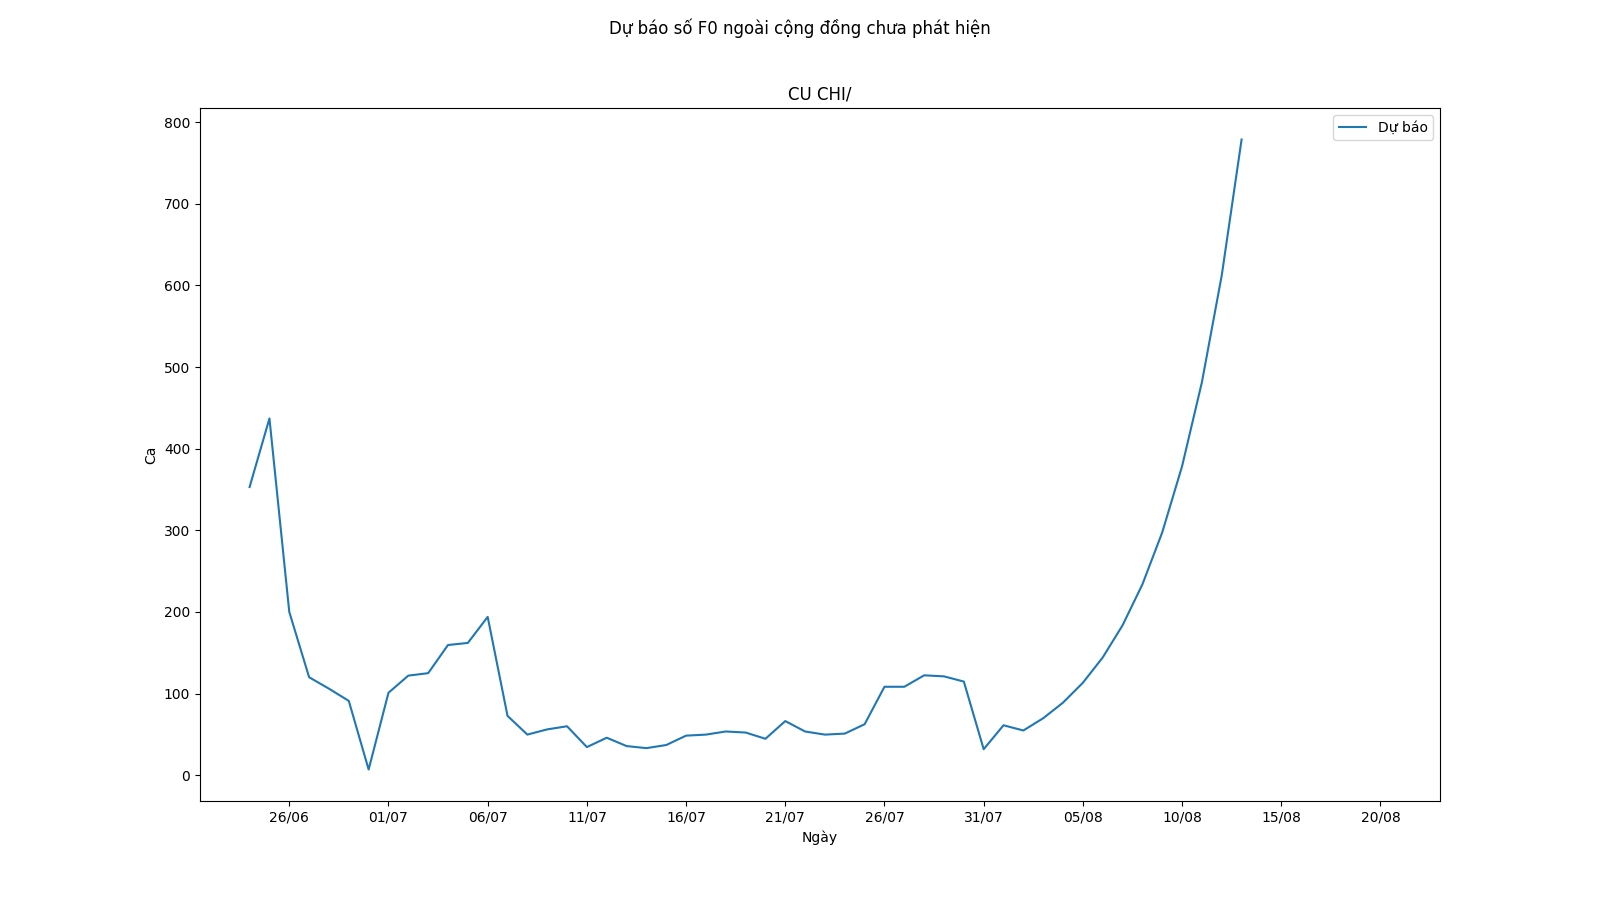 Dự báo số F0 ngoài cộng đồng chưa phát hiện
CU CHI/
Dự báo
800
700
600
500
400
300
200
100
0
Ca
26/06 01/07 06/07 11/07 16/07 21/07 26/07 31/07 05/08 10/08 15/08 20/08
Ngày